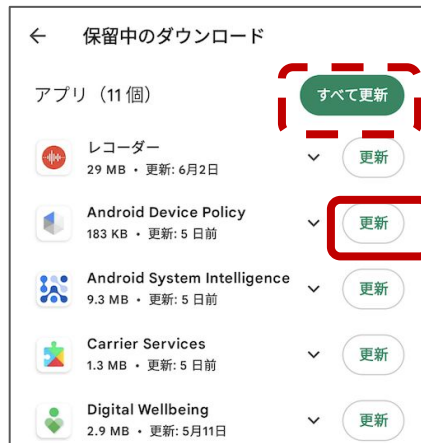 保留中のダウンロード
アプリ（11 個）
すべて更新
レコーダー
29 MB • 更新: 6月2日
更新
Android Device Policy
183 KB • 更新: 5 日前
更新
Android System Intelligence
9.3 MB • 更新: 5 日前
更新
Carrier Services
1.3 MB • 更新: 5 日前
更新
Digital Wellbeing
2.9 MB • 更新: 5月11日
更新